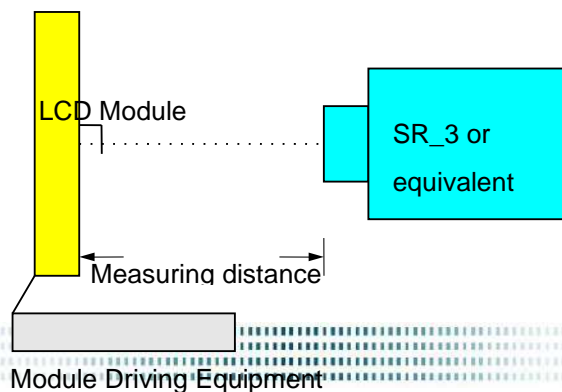 LCD Module
SR_3 or
equivalent
Measuring distance
Module Driving Equipment